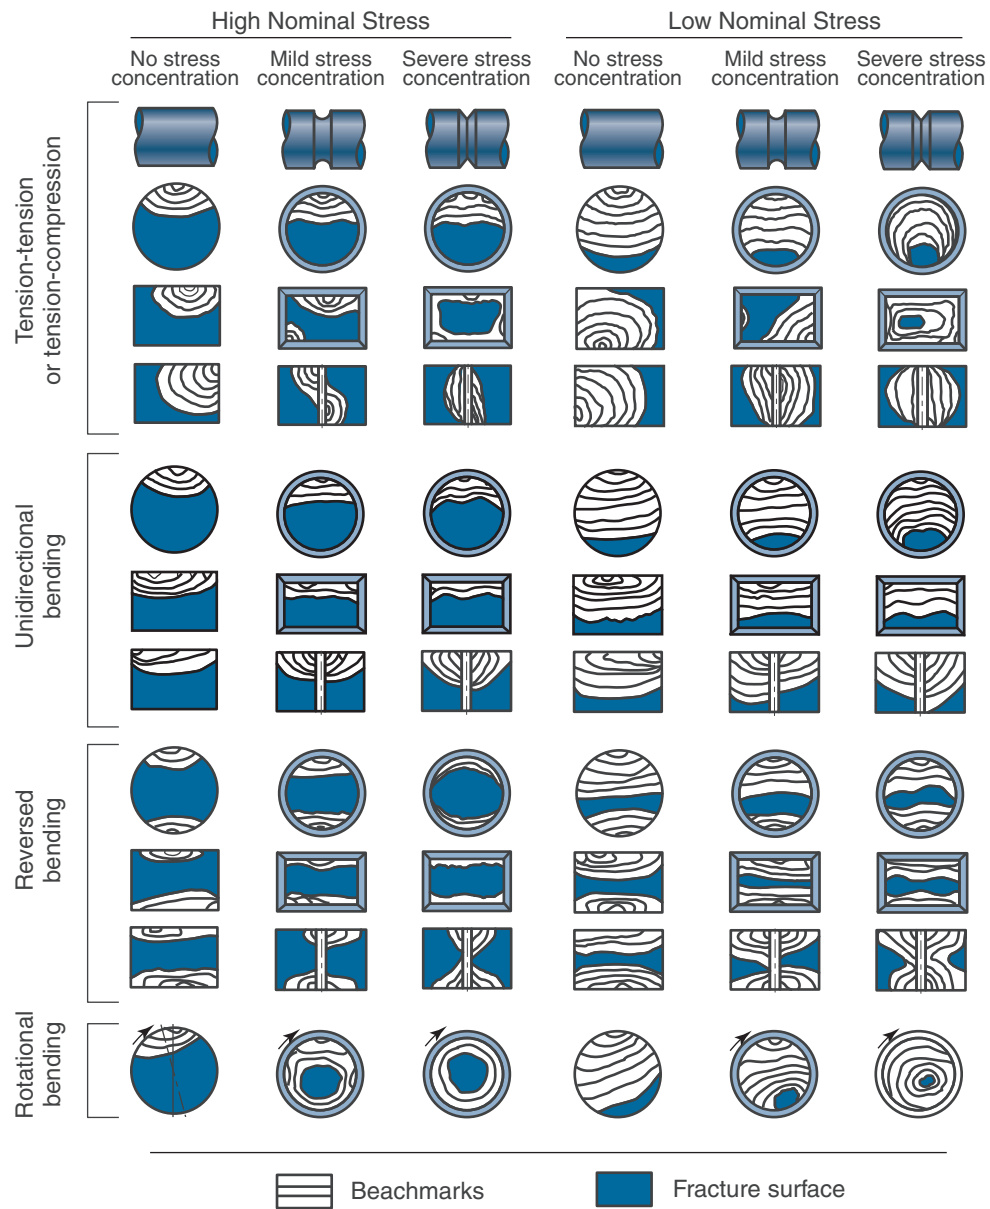 High Nominal Stress
Low Nominal Stress
No stress
concentration
Mild stress
concentration
Severe stress
concentration
No stress
concentration
Mild stress
concentration
Severe stress
concentration
Tension-tension
or tension-compression
Unidirectional
bending
Reversed
bending
Rotational
bending
Beachmarks
Fracture surface